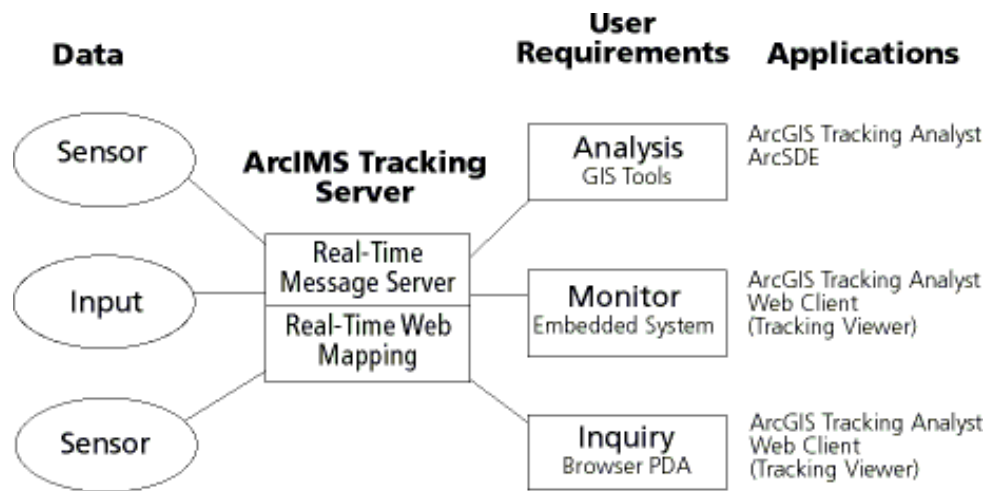 Data
User
Requirements
Applications
Sensor
Input
Sensor
ArcIMS Tracking
Server
Real-Time
Message Server
Real-Time Web
Mapping
Analysis
GIS Tools
Monitor
Embedded System
Inquiry
Browser PDA
ArcGIS Tracking Analyst
ArcSDE
ArcGIS Tracking Analyst
Web Client
(Tracking Viewer)
ArcGIS Tracking Analyst
Web Client
(Tracking Viewer)